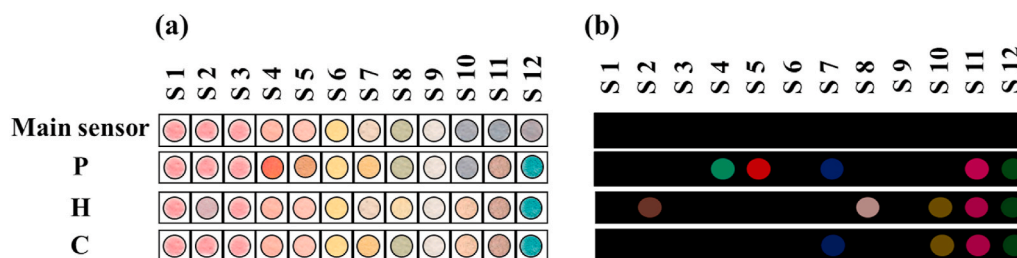 (a) (b)
S 1 S 2 S 3 S 4 S 5 S 6 S 7 S 8 S 9 S 10 S 11 S 12 S 1 S 2 S 3 S 4 S 5 S 6 S 7 S 8 S 9 S 10 S 11 S 12
Main sensor
P
H
C